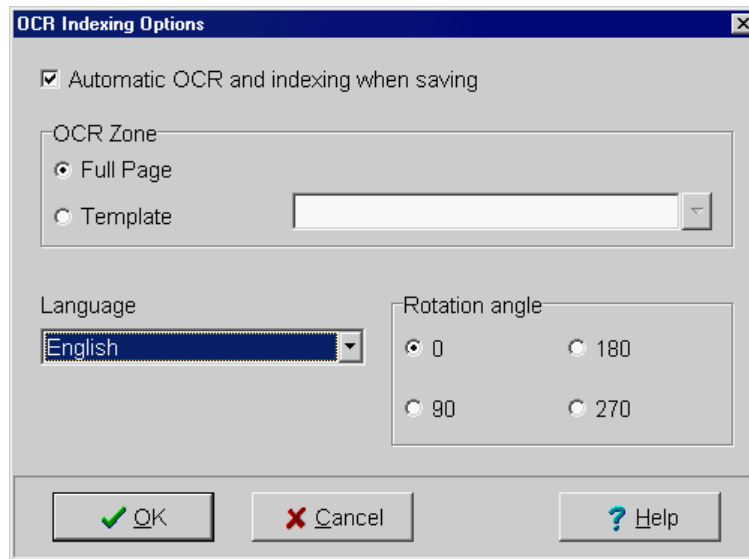 OCR Indexing Options
Automatic OCR and indexing when saving
OCR Zone
Full Page
Template
Language
English
Rotation angle
0
180
90
270
OK
Cancel
Help